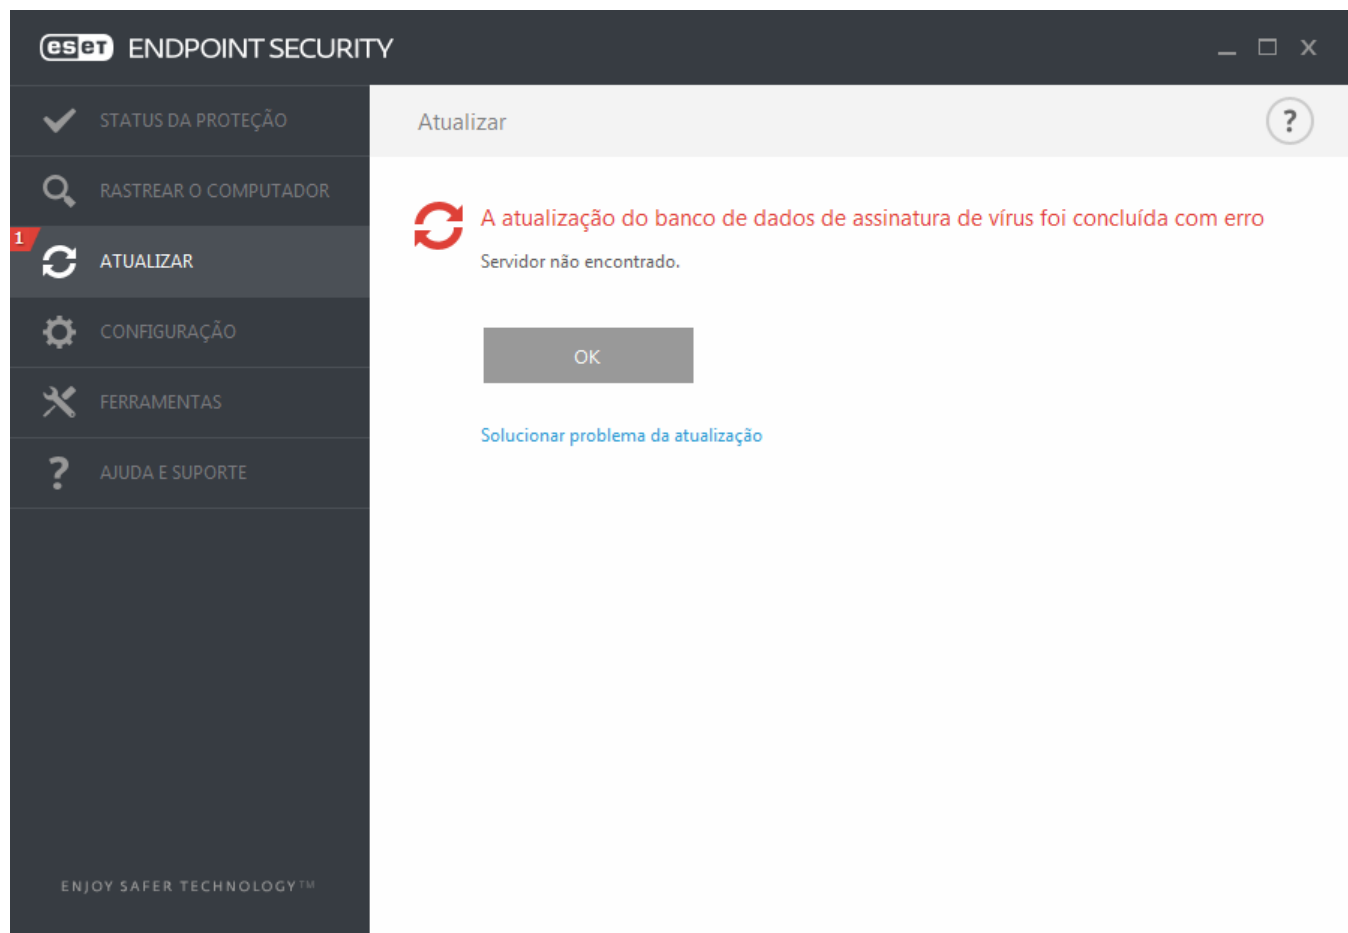 eset ENDPOINT SECURITY
STATUS DA PROTEÇÃO
RASTREAR O COMPUTADOR
1
ATUALIZAR
CONFIGURAÇÃO
FERRAMENTAS
? AJUDA E SUPORTE
ENJOY SAFER TECHNOLOGY™
Atualizar
?
A atualização do banco de dados de assinatura de vírus foi concluída com erro
Servidor não encontrado.
OK
Solucionar problema da atualização